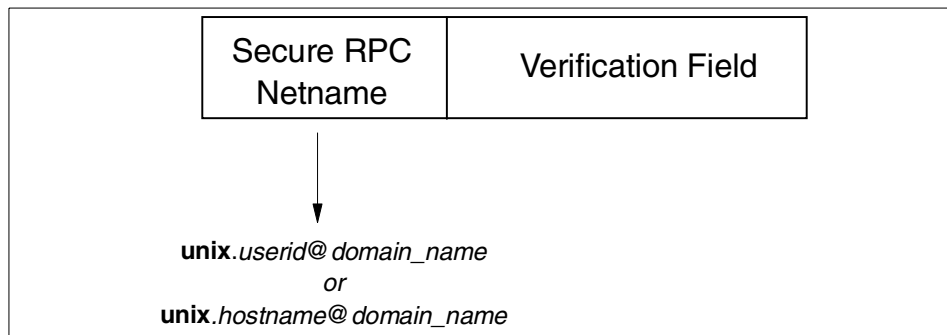 Secure RPC
Netname
Verification Field
unix.userid@domain_name
or
unix.hostname@domain_name